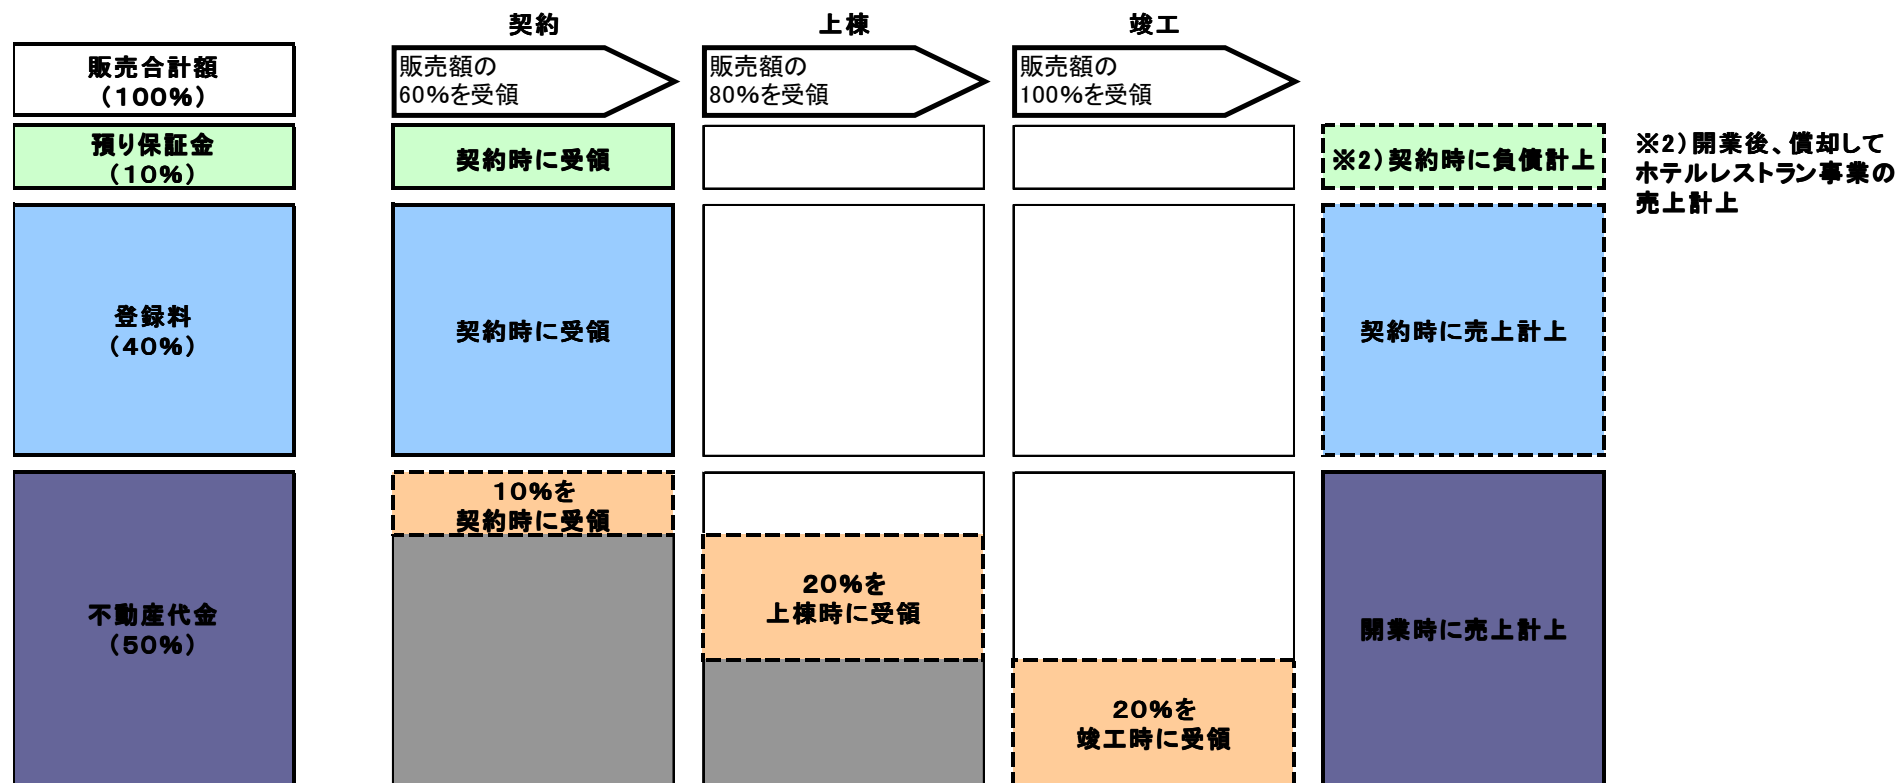 契約
上棟
竣工
販売合計額
（100%）
販売額の
60%を受領
販売額の
80%を受領
販売額の
100%を受領
預り保証金
（10%）
契約時に受領
※2）契約時に負債計上
※2）開業後、償却して
ホテルレストラン事業の
売上計上
登録料
（40%）
契約時に受領
契約時に売上計上
不動産代金
（50%）
10%を
契約時に受領
20%を
上棟時に受領
20%を
竣工時に受領
開業時に売上計上